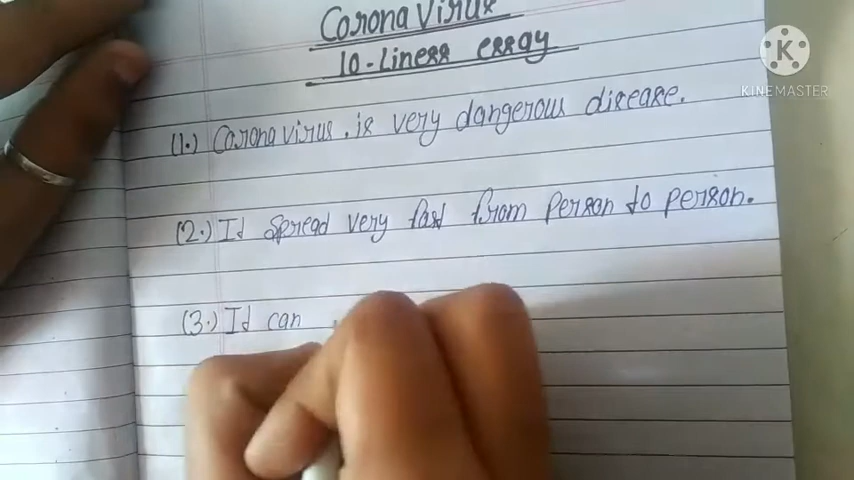 Corona Virus
10-Liness essay
(1.) Corona virus is very dangerous disease.
(2.) It spread very fast from person to person.
(3.) It can
KINEMASTER